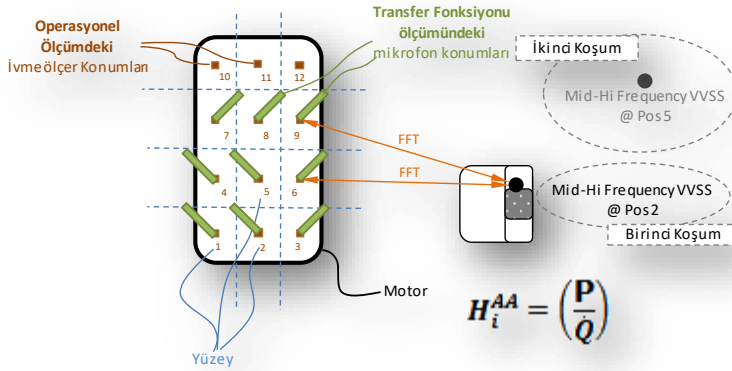 Operasyonel
Ölçümdeki
İvmeölçer Konumları
Transfer Fonksiyonu
ölçümündeki
mikrofon konumları
İkinci Koşum
Mid-Hi Frequency VVSS
@ Pos5
10 11 12
7 8 9
4 5 6
1 2 3
FFT
FFT
Mid-Hi Frequency VVSS
@ Pos2
Birinci Koşum
Motor
Yüzey
H_i^{AA} = (P/Q̇)